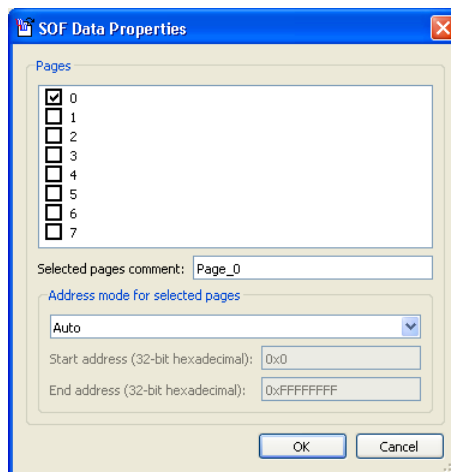 SOF Data Properties
Pages
0
1
2
3
4
5
6
7
Selected pages comment: Page_0
Address mode for selected pages
Auto
Start address (32-bit hexadecimal): 0x0
End address (32-bit hexadecimal): 0xFFFFFFFF
OK Cancel